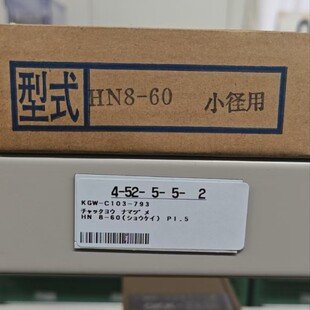 型式 HN8-60 小径用
4-52- 5- 5- 2
KGW-C103-793
チャックヨウ ナマヅメ
HN 8-60(ショウケイ) P1.5